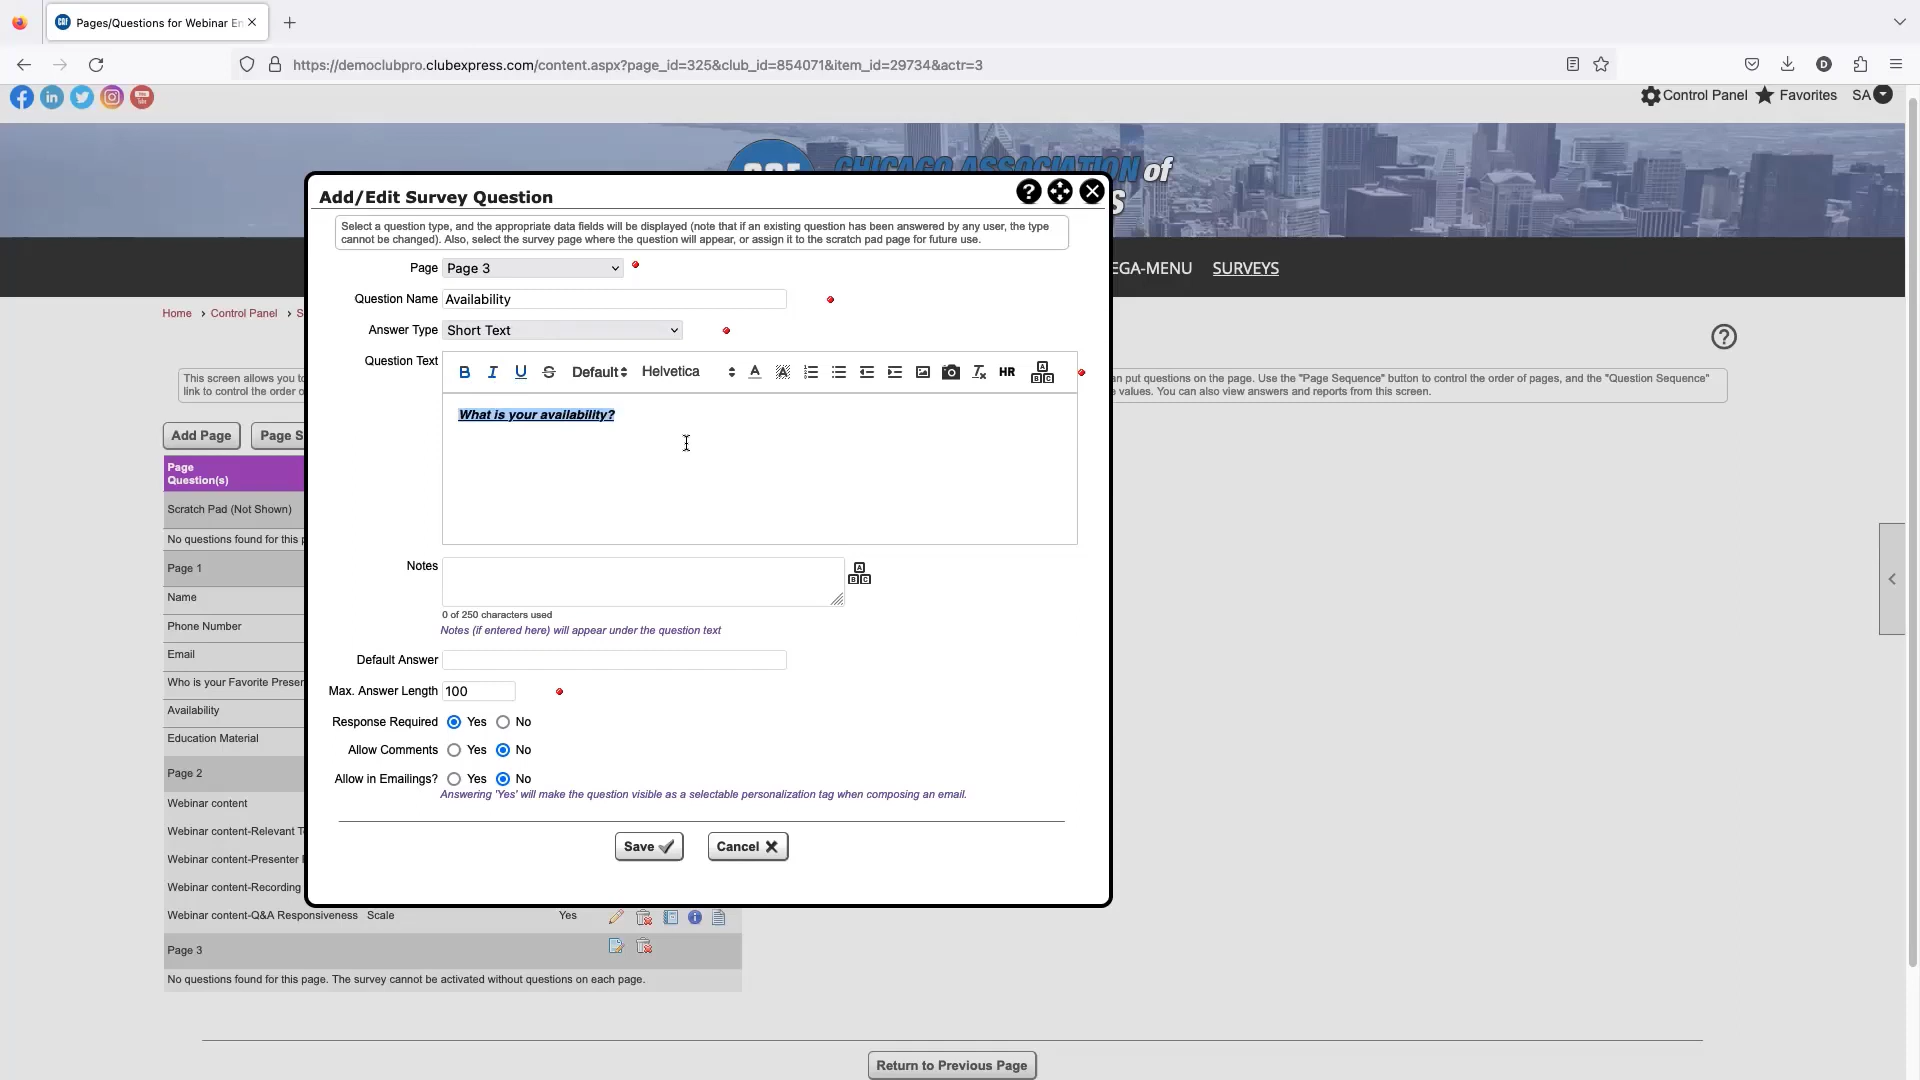 Pages/Questions for Webinar En
https://democlubpro.clubexpress.com/content.aspx?page_id=325&club_id=854071&item_id=29734&actr=3
Control Panel
Favorites
SA
CHICAGO ASSOCIATION of
EGA-MENU
SURVEYS
Home › Control Panel › S
Add/Edit Survey Question
Select a question type, and the appropriate data fields will be displayed (note that if an existing question has been answered by any user, the type
cannot be changed). Also, select the survey page where the question will appear, or assign it to the scratch pad page for future use.
Page
Page 3
Question Name
Availability
Answer Type
Short Text
Question Text
B I U S Default Helvetica A HR
What is your availability?
Notes
0 of 250 characters used
Notes (if entered here) will appear under the question text
Default Answer
Max. Answer Length
100
Response Required
Yes
No
Allow Comments
Yes
No
Allow in Emailings?
Yes
No
Answering 'Yes' will make the question visible as a selectable personalization tag when composing an email.
Save
Cancel
This screen allows you to
link to control the order o
an put questions on the page. Use the "Page Sequence" button to control the order of pages, and the "Question Sequence"
values. You can also view answers and reports from this screen.
Add Page
Page S
Page
Question(s)
Scratch Pad (Not Shown)
No questions found for this p
Page 1
Name
Phone Number
Email
Who is your Favorite Presen
Availability
Education Material
Page 2
Webinar content
Webinar content-Relevant T
Webinar content-Presenter
Webinar content-Recording
Webinar content-Q&A Responsiveness Scale Yes
Page 3
No questions found for this page. The survey cannot be activated without questions on each page.
Return to Previous Page